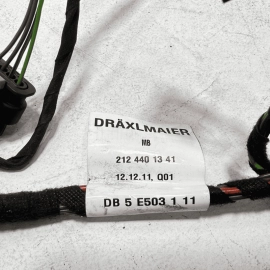 DRÄXLMAIER
MB
212 440 13 41
12.12.11, Q01
DB 5 E503 1 11